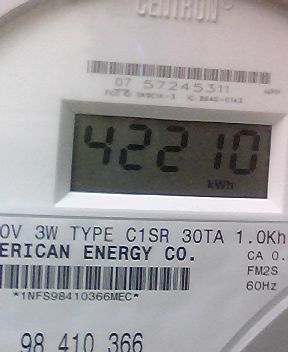 CENTRON®
07 57245311
42210
kWh
0V 3W TYPE C1SR 30TA 1.0Kh
ERICAN ENERGY CO.
CA 0.
FM2S
60Hz
*1NFS98410366MEC*
98 410 366